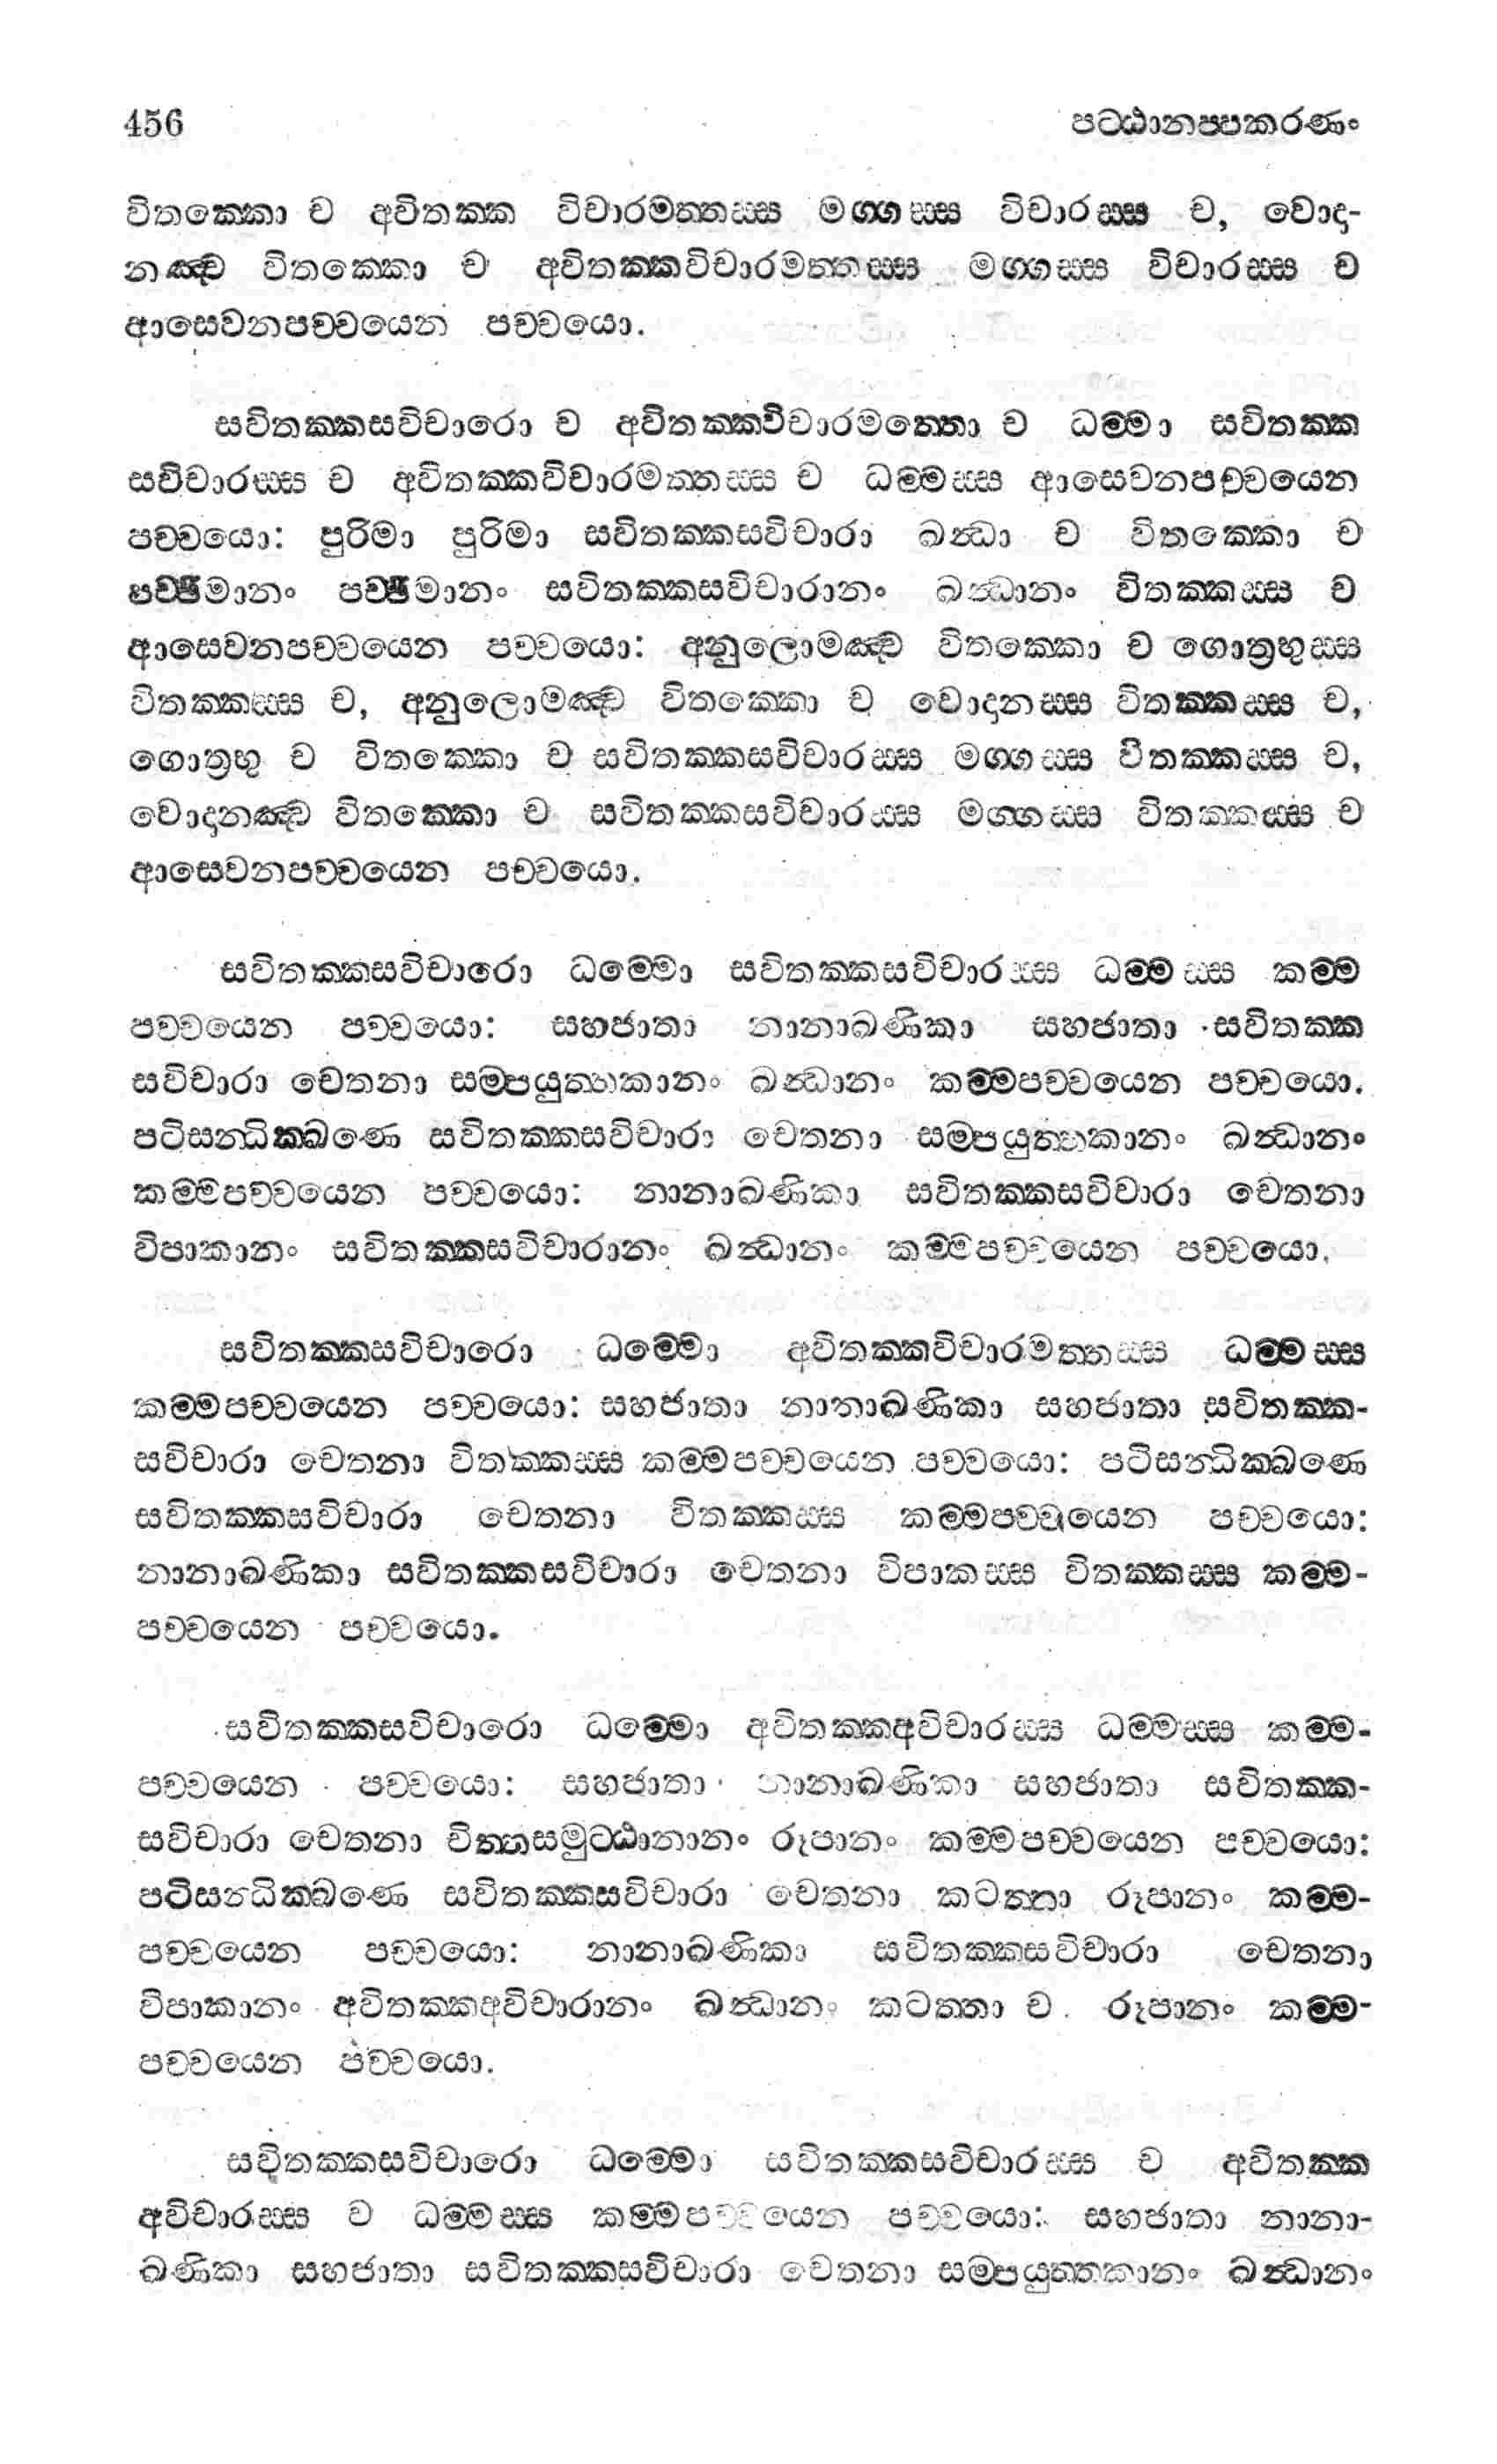 456 පට්ඨානප්පකරණං
විතක්කො ච අවිතක්ක විචාරමත්තස්ස මග්ගස්ස විචාරස්ස ච, වොදා-
නඤ්ච විතක්කො ච අවිතක්කවිචාරමත්තස්ස මග්ගස්ස විචාරස්ස ච
ආසෙවනපච්චයෙන පච්චයො.
සවිතක්කසවිචාරො ච අවිතක්කවිචාරමත්තො ච ධම්මා සවිතක්ක
සවිචාරස්ස ච අවිතක්කවිචාරමත්තස්ස ච ධම්මස්ස ආසෙවනපච්චයෙන
පච්චයො: පුරිමා පුරිමා සවිතක්කසවිචාරා ඛන්ධා ච විතක්කො ච
පච්ඡිමානං පච්ඡිමානං සවිතක්කසවිචාරානං ඛන්ධානං විතක්කස්ස ච
ආසෙවනපච්චයෙන පච්චයො: අනුලොමඤ්ච විතක්කො ච ගොත්‍රභුස්ස
විතක්කස්ස ච, අනුලොමඤ්ච විතක්කො ච වොදානස්ස විතක්කස්ස ච,
ගොත්‍රභු ච විතක්කො ච සවිතක්කසවිචාරස්ස මග්ගස්ස විතක්කස්ස ච,
වොදානඤ්ච විතක්කො ච සවිතක්කසවිචාරස්ස මග්ගස්ස විතක්කස්ස ච
ආසෙවනපච්චයෙන පච්චයො.
සවිතක්කසවිචාරො ධම්මො සවිතක්කසවිචාරස්ස ධම්මස්ස කම්ම
පච්චයෙන පච්චයො: සහජාතා නානාඛණිකා සහජාතා සවිතක්ක
සවිචාරා චෙතනා සම්පයුත්තකානං ඛන්ධානං කම්මපච්චයෙන පච්චයො.
පටිසන්ධික්ඛණෙ සවිතක්කසවිචාරා චෙතනා සම්පයුත්තකානං ඛන්ධානං
කම්මපච්චයෙන පච්චයො: නානාඛණිකා සවිතක්කසවිචාරා චෙතනා
විපාකානං සවිතක්කසවිචාරානං ඛන්ධානං කම්මපච්චයෙන පච්චයො.
සවිතක්කසවිචාරො ධම්මො අවිතක්කවිචාරමත්තස්ස ධම්මස්ස
කම්මපච්චයෙන පච්චයො: සහජාතා නානාඛණිකා සහජාතා සවිතක්ක-
සවිචාරා චෙතනා විතක්කස්ස කම්මපච්චයෙන පච්චයො: පටිසන්ධික්ඛණෙ
සවිතක්කසවිචාරා චෙතනා විතක්කස්ස කම්මපච්චයෙන පච්චයො:
නානාඛණිකා සවිතක්කසවිචාරා චෙතනා විපාකස්ස විතක්කස්ස කම්ම-
පච්චයෙන පච්චයො.
සවිතක්කසවිචාරො ධම්මො අවිතක්කඅවිචාරස්ස ධම්මස්ස කම්ම-
පච්චයෙන පච්චයො: සහජාතා නානාඛණිකා සහජාතා සවිතක්ක-
සවිචාරා චෙතනා චිත්තසමුට්ඨානානං රූපානං කම්මපච්චයෙන පච්චයො:
පටිසන්ධික්ඛණෙ සවිතක්කසවිචාරා චෙතනා කටත්තා රූපානං කම්ම-
පච්චයෙන පච්චයො: නානාඛණිකා සවිතක්කසවිචාරා චෙතනා
විපාකානං අවිතක්කඅවිචාරානං ඛන්ධානං කටත්තා ච රූපානං කම්ම-
පච්චයෙන පච්චයො.
සවිතක්කසවිචාරො ධම්මො සවිතක්කසවිචාරස්ස ච අවිතක්ක
අවිචාරස්ස ච ධම්මස්ස කම්මපච්චයෙන පච්චයො: සහජාතා නානා-
ඛණිකා සහජාතා සවිතක්කසවිචාරා චෙතනා සම්පයුත්තකානං ඛන්ධානං